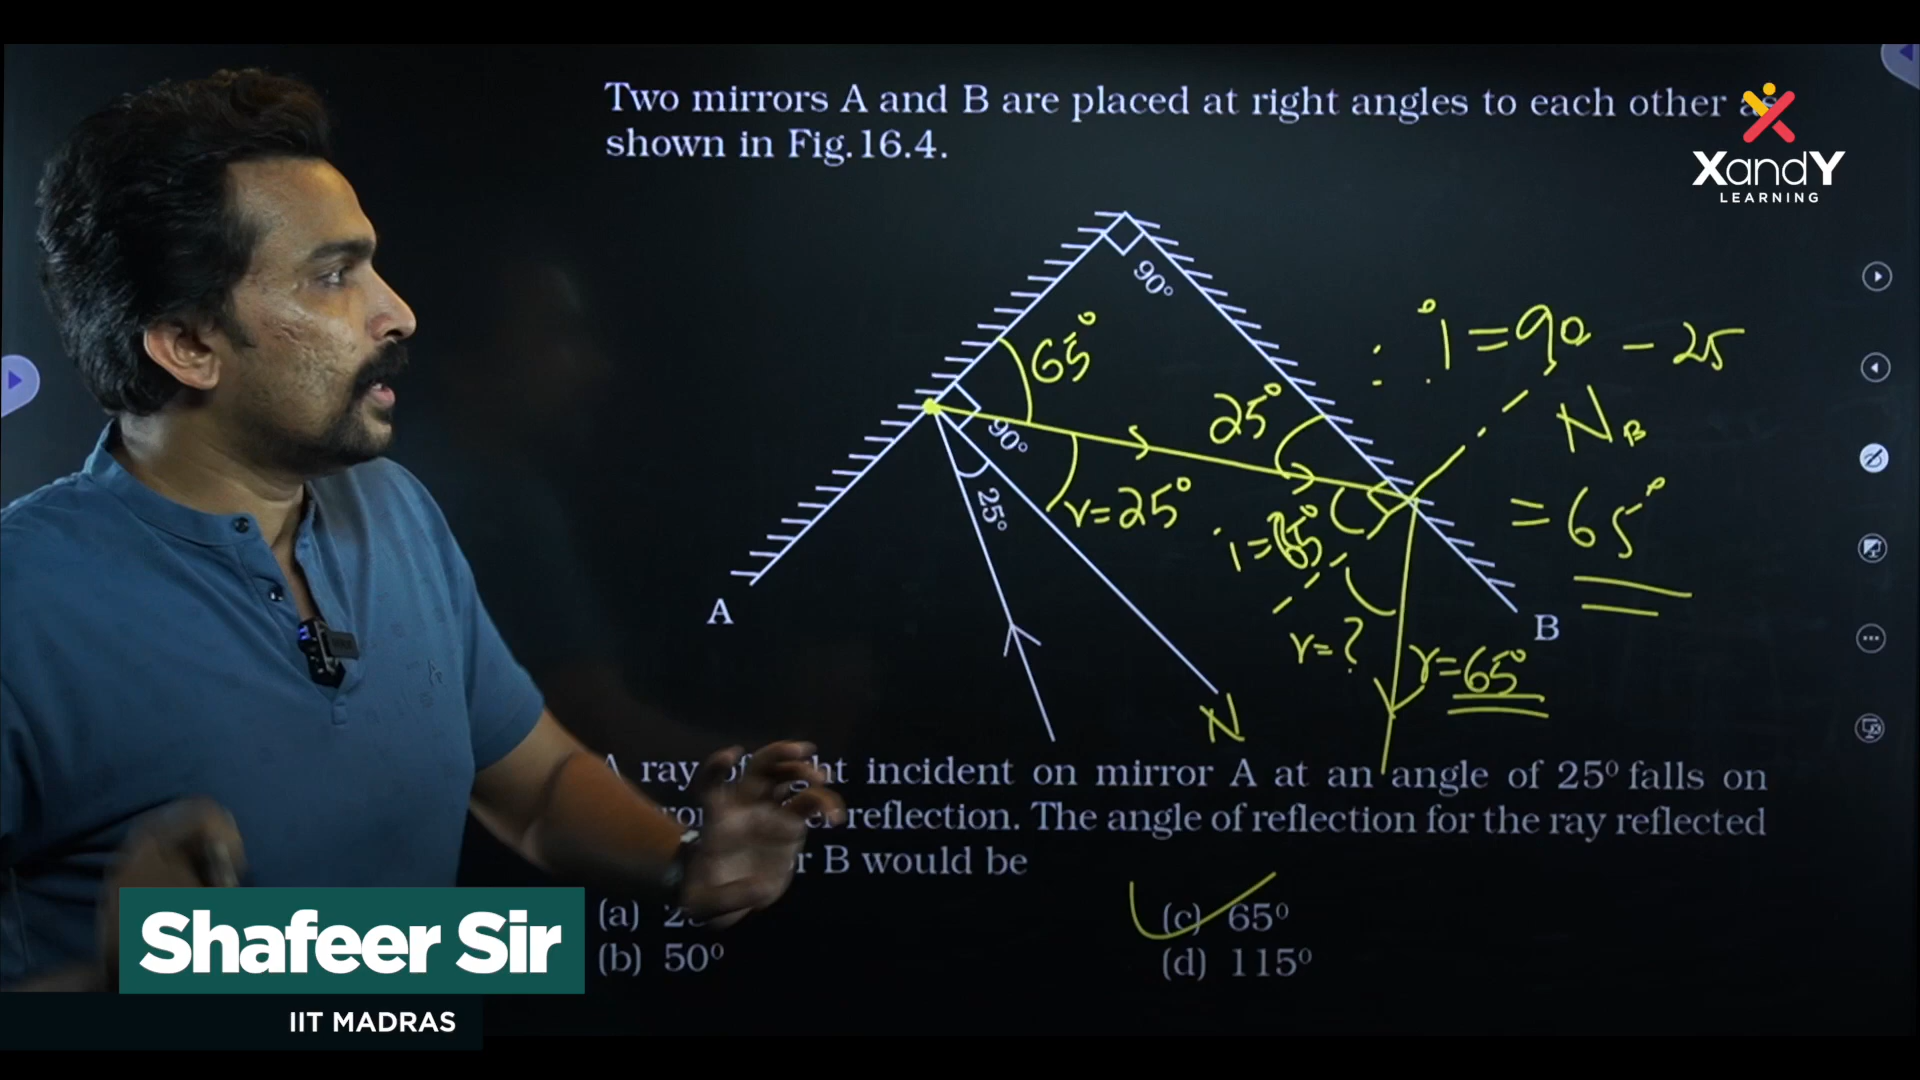 Two mirrors A and B are placed at right angles to each other as
shown in Fig.16.4.
XandY
LEARNING
90°
65°
∴ i = 90 - 25
25°
N_B
90°
r=25°
25°
i=65°
= 65°
A
B
r=?
r=65°
N
A ray of light incident on mirror A at an angle of 25° falls on
reflection. The angle of reflection for the ray reflected
B would be
(a)
(c) 65°
(b) 50°
(d) 115°
Shafeer Sir
IIT MADRAS